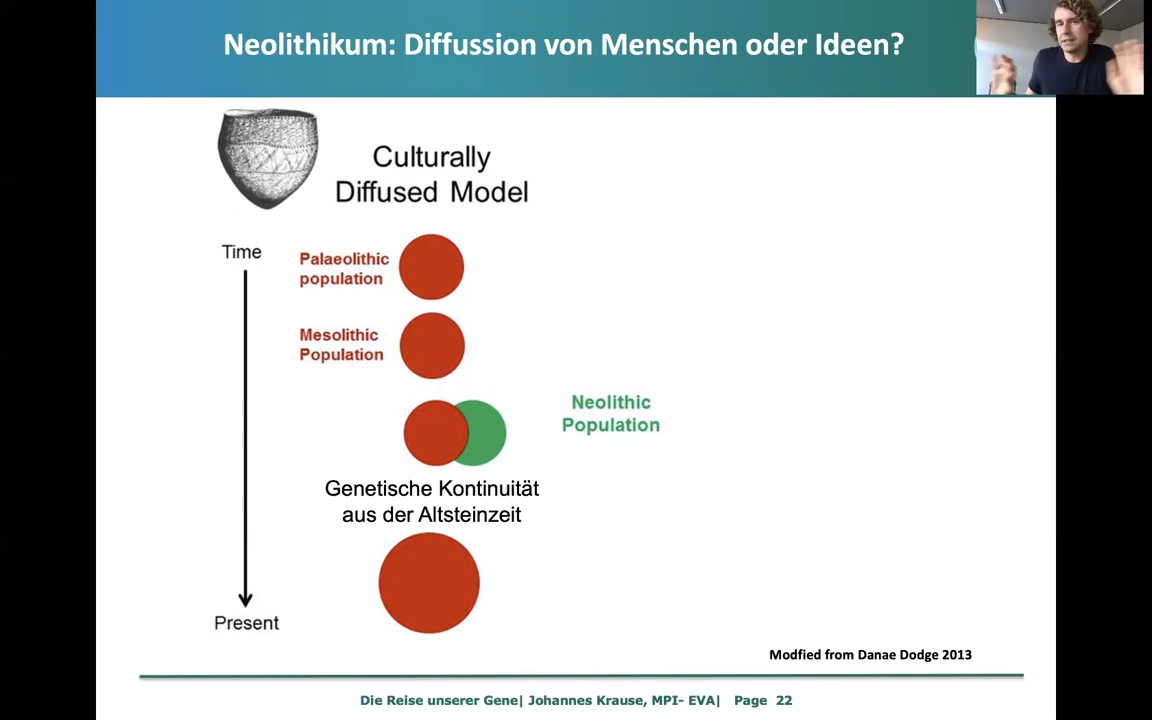 Neolithikum: Diffussion von Menschen oder Ideen?
Culturally
Diffused Model
Time
Palaeolithic
population
Mesolithic
Population
Neolithic
Population
Genetische Kontinuität
aus der Altsteinzeit
Present
Modfied from Danae Dodge 2013
Die Reise unserer Gene| Johannes Krause, MPI- EVA| Page 22